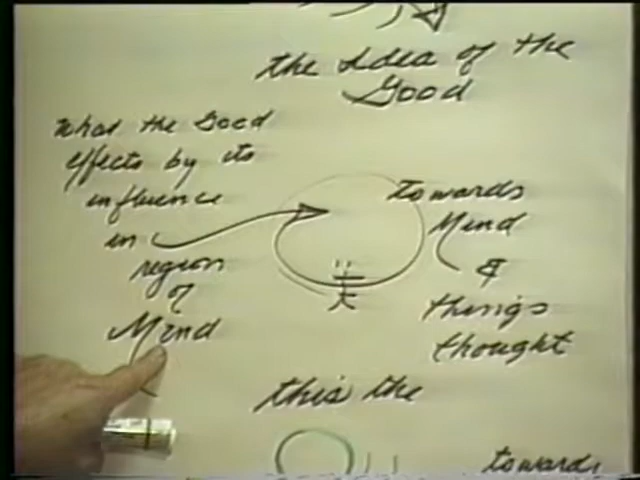 the Idea of the
Good
What the Good
effects by its
influence
in
region
of
Mind
towards
Mind
&
things
thought
this the
towards